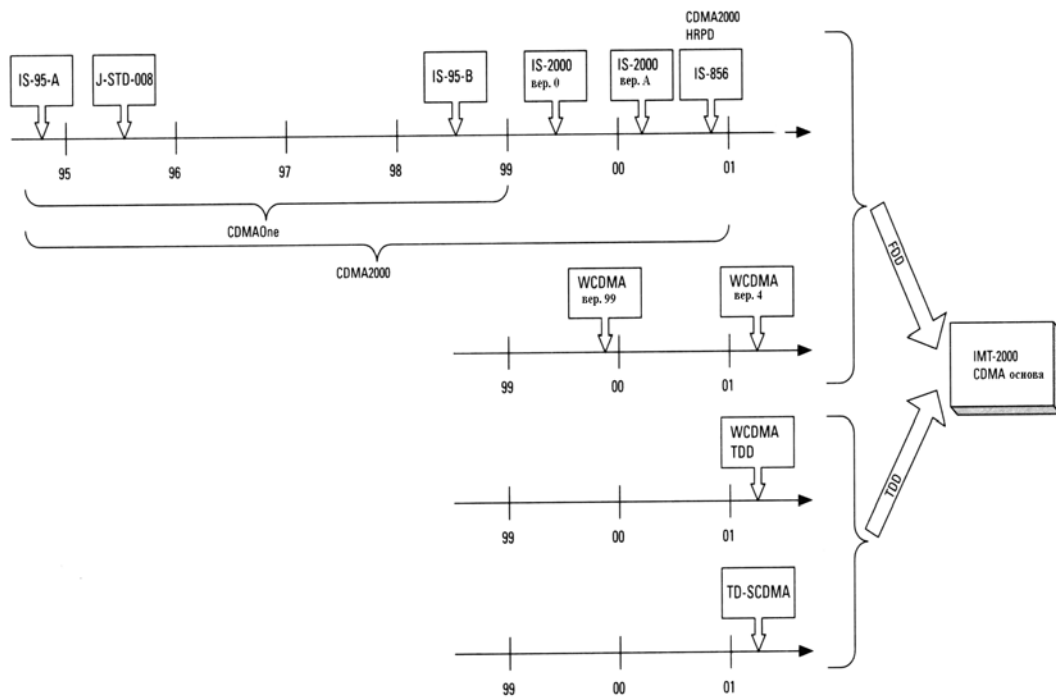 CDMA2000
HRPD
IS-95-A
J-STD-008
IS-95-B
IS-2000
вер. 0
IS-2000
вер. А
IS-856
95
96
97
98
99
00
01
CDMAOne
CDMA2000
FDD
WCDMA
вер. 99
WCDMA
вер. 4
99
00
01
IMT-2000
CDMA основа
WCDMA
TDD
99
00
01
TDD
TD-SCDMA
99
00
01